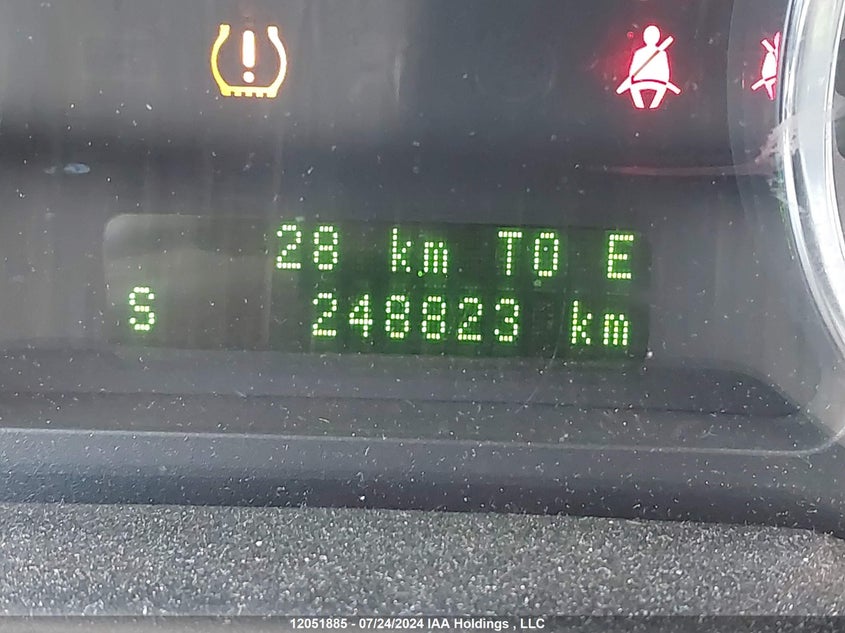 28 km TO E
S 248823 km
12051885 - 07/24/2024 IAA Holdings , LLC